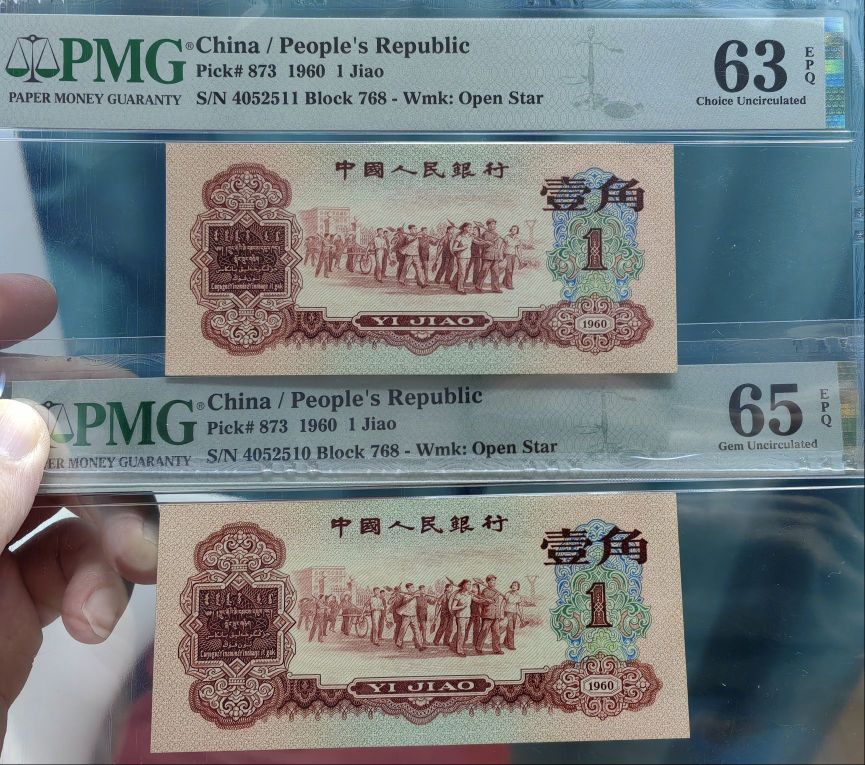 PMG® China / People's Republic
Pick# 873 1960 1 Jiao
PAPER MONEY GUARANTY
S/N 4052511 Block 768 - Wmk: Open Star
63 EPQ
Choice Uncirculated
中國人民銀行
壹角
1
YI JIAO
1960
PMG® China / People's Republic
Pick# 873 1960 1 Jiao
MONEY GUARANTY
S/N 4052510 Block 768 - Wmk: Open Star
65 EPQ
Gem Uncirculated
中國人民銀行
壹角
1
YI JIAO
1960